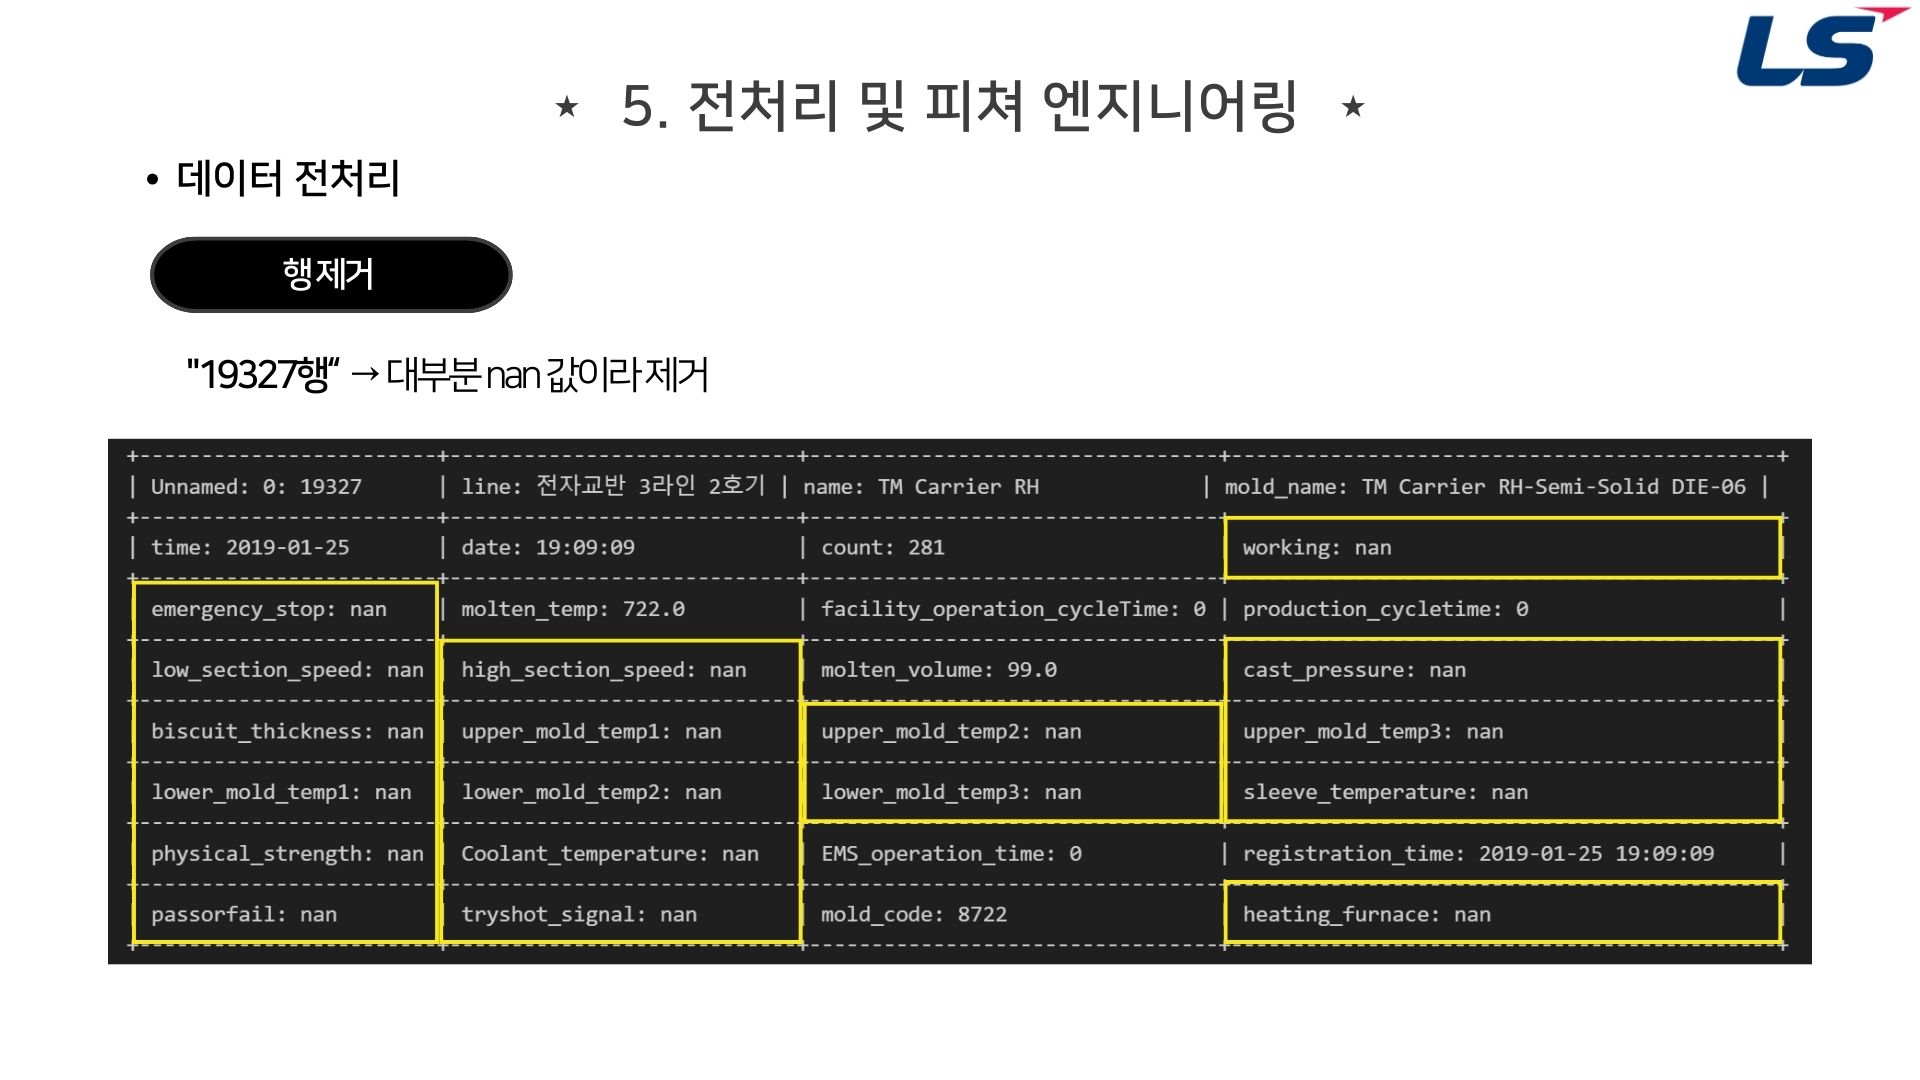 LS
★ 5. 전처리 및 피쳐 엔지니어링 ★
• 데이터 전처리
행제거
"19327행“ → 대부분 nan 값이라 제거
| Unnamed: 0: 19327 | line: 전자교반 3라인 2호기 | name: TM Carrier RH | mold_name: TM Carrier RH-Semi-Solid DIE-06 |
| time: 2019-01-25 | date: 19:09:09 | count: 281 | working: nan |
| emergency_stop: nan | molten_temp: 722.0 | facility_operation_cycleTime: 0 | production_cycletime: 0 |
| low_section_speed: nan | high_section_speed: nan | molten_volume: 99.0 | cast_pressure: nan |
| biscuit_thickness: nan | upper_mold_temp1: nan | upper_mold_temp2: nan | upper_mold_temp3: nan |
| lower_mold_temp1: nan | lower_mold_temp2: nan | lower_mold_temp3: nan | sleeve_temperature: nan |
| physical_strength: nan | Coolant_temperature: nan | EMS_operation_time: 0 | registration_time: 2019-01-25 19:09:09 |
| passorfail: nan | tryshot_signal: nan | mold_code: 8722 | heating_furnace: nan |